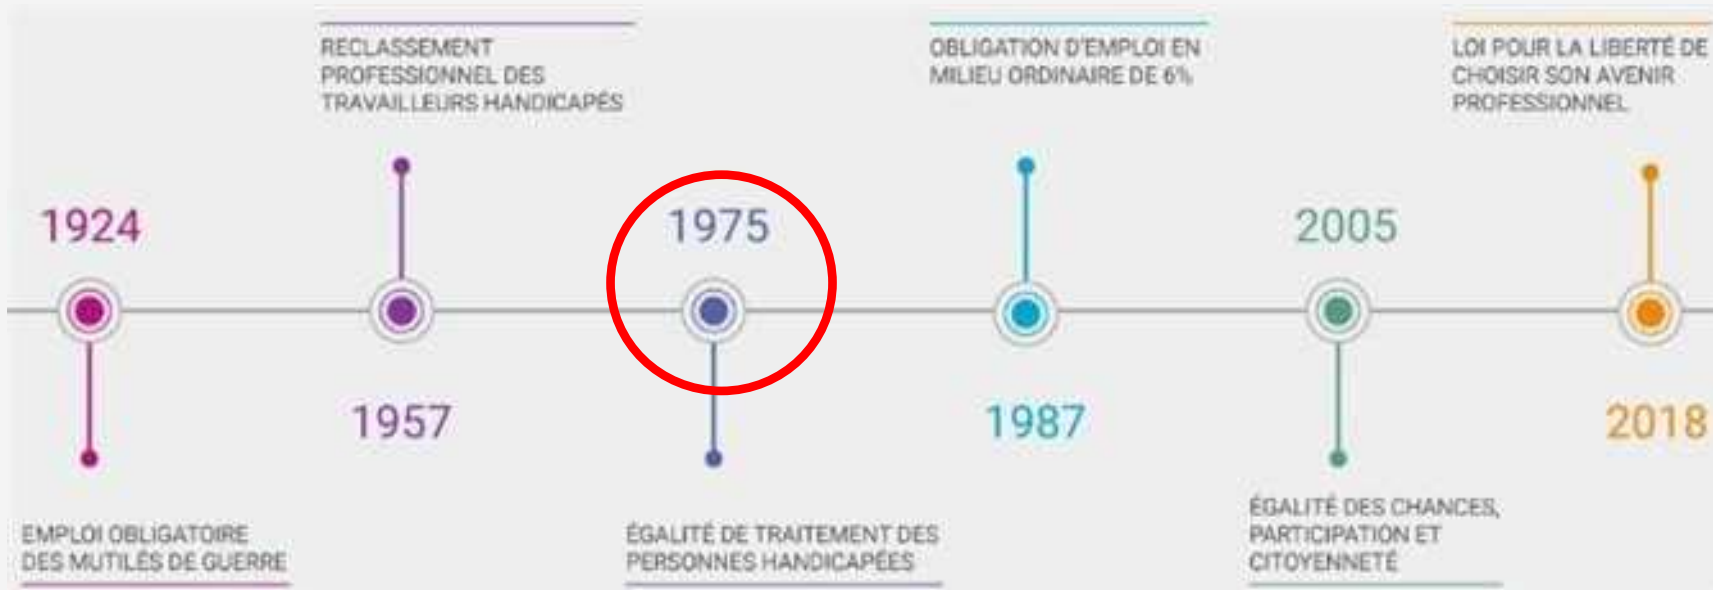 RECLASSEMENT
PROFESSIONNEL DES
TRAVAILLEURS HANDICAPÉS
OBLIGATION D'EMPLOI EN
MILIEU ORDINAIRE DE 6%
LOI POUR LA LIBERTÉ DE
CHOISIR SON AVENIR
PROFESSIONNEL
1924
1975
2005
1957
1987
2018
EMPLOI OBLIGATOIRE
DES MUTILÉS DE GUERRE
ÉGALITÉ DE TRAITEMENT DES
PERSONNES HANDICAPÉES
ÉGALITÉ DES CHANCES,
PARTICIPATION ET
CITOYENNETÉ